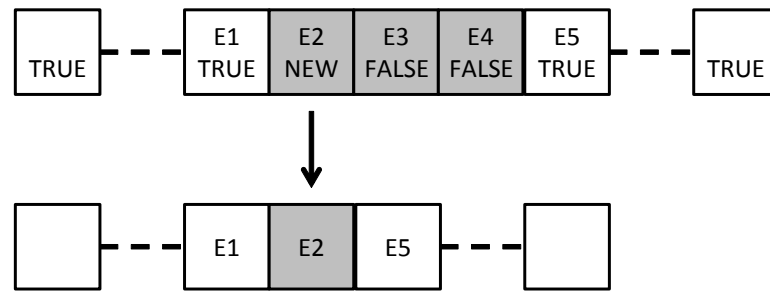 E1 E2 E3 E4 E5
TRUE TRUE NEW FALSE FALSE TRUE TRUE
E1 E2 E5